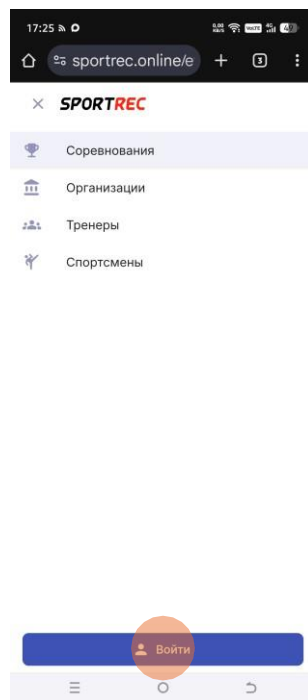 17:25
sportrec.online/e
3
SPORTREC
Соревнования
Организации
Тренеры
Спортсмены
Войти